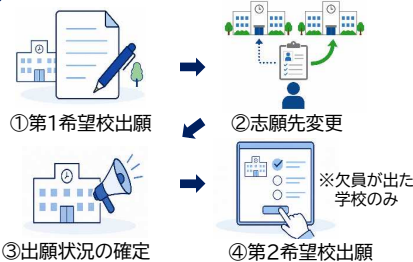 ①第1希望校出願
②志願先変更
③出願状況の確定
※欠員が出た
学校のみ
④第2希望校出願